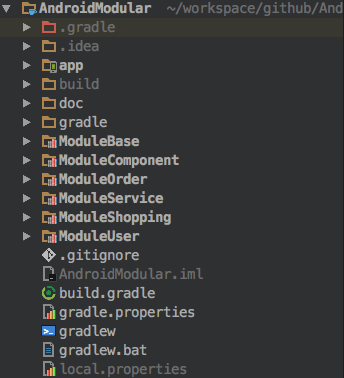 AndroidModular ~/workspace/github/And
.gradle
.idea
app
build
doc
gradle
ModuleBase
ModuleComponent
ModuleOrder
ModuleService
ModuleShopping
ModuleUser
.gitignore
AndroidModular.iml
build.gradle
gradle.properties
gradlew
gradlew.bat
local.properties